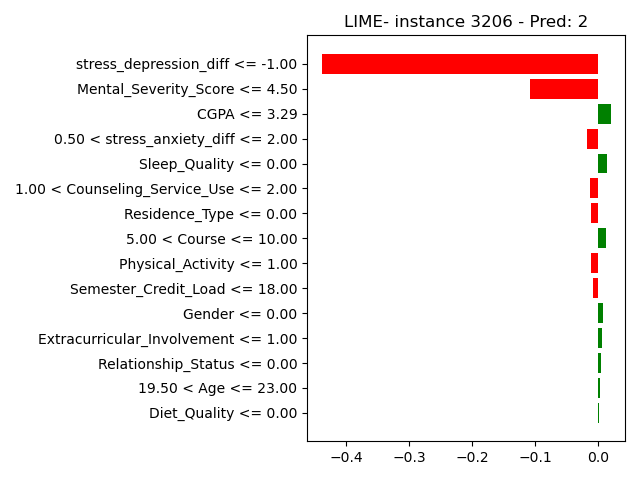 LIME- instance 3206 - Pred: 2
stress_depression_diff <= -1.00
Mental_Severity_Score <= 4.50
CGPA <= 3.29
0.50 < stress_anxiety_diff <= 2.00
Sleep_Quality <= 0.00
1.00 < Counseling_Service_Use <= 2.00
Residence_Type <= 0.00
5.00 < Course <= 10.00
Physical_Activity <= 1.00
Semester_Credit_Load <= 18.00
Gender <= 0.00
Extracurricular_Involvement <= 1.00
Relationship_Status <= 0.00
19.50 < Age <= 23.00
Diet_Quality <= 0.00
−0.4 −0.3 −0.2 −0.1 0.0